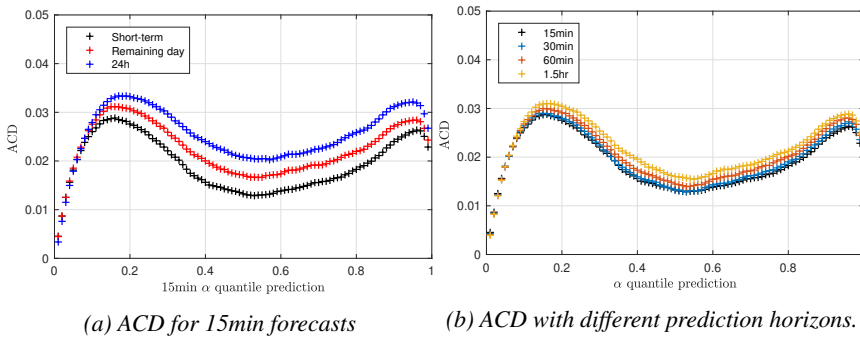 0.05
0.04
0.03
0.02
0.01
0
ACD
Short-term
Remaining day
24h
0 0.2 0.4 0.6 0.8 1
15min α quantile prediction
(a) ACD for 15min forecasts
0.05
0.04
0.03
0.02
0.01
0
ACD
15min
30min
60min
1.5hr
0 0.2 0.4 0.6 0.8
α quantile prediction
(b) ACD with different prediction horizons.